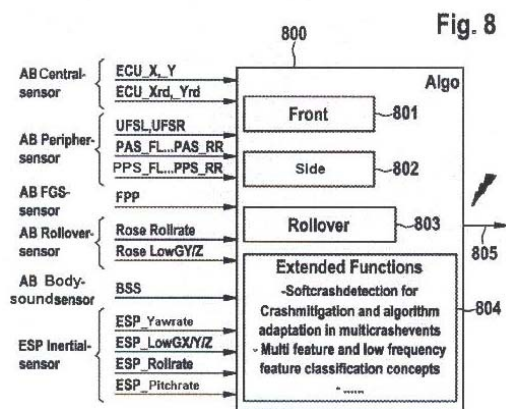 Fig. 8
800
AB Central-
sensor
ECU_X,_Y
ECU_Xrd,_Yrd
Algo
Front
801
AB Peripher-
sensor
UFSL,UFSR
PAS_FL...PAS_RR
PPS_FL...PPS_RR
Side
802
AB FGS-
sensor
FPP
Rollover
803
805
AB Rollover-
sensor
Rose Rollrate
Rose LowGY/Z
AB Body-
soundsensor
BSS
Extended Functions
-Softcrashdetection for
Crashmitigation and algorithm
adaptation in multicrashevents
- Multi feature and low frequency
feature classification concepts
- ......
804
ESP Inertial-
sensor
ESP_Yawrate
ESP_LowGX/Y/Z
ESP_Rollrate
ESP_Pitchrate